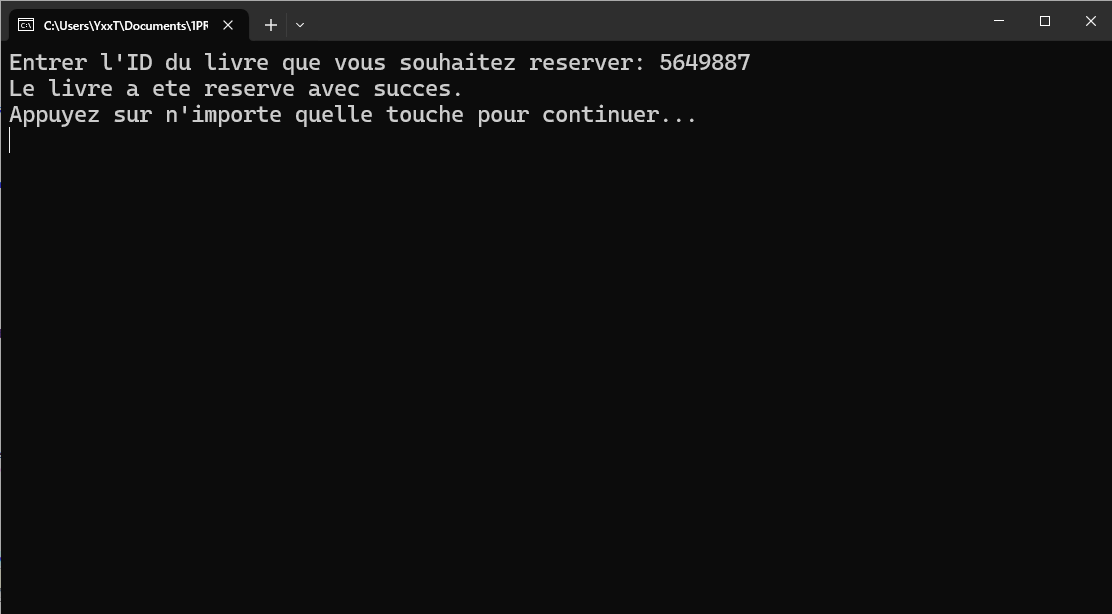 C:\Users\YxxT\Documents\1PR
Entrer l'ID du livre que vous souhaitez reserver: 5649887
Le livre a ete reserve avec succes.
Appuyez sur n'importe quelle touche pour continuer...